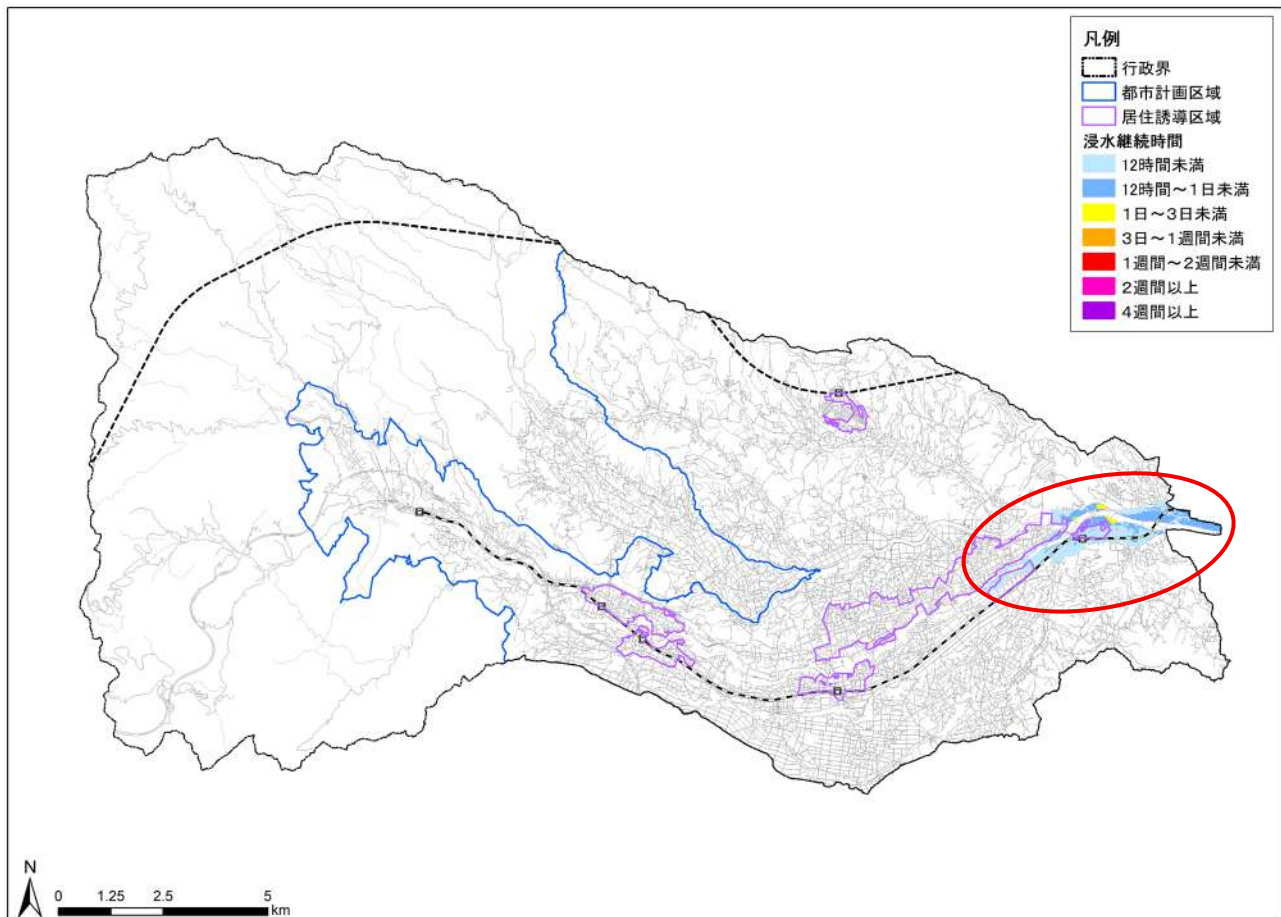 凡例
行政界
都市計画区域
居住誘導区域
浸水継続時間
12時間未満
12時間～1日未満
1日～3日未満
3日～1週間未満
1週間～2週間未満
2週間以上
4週間以上
N
0 1.25 2.5 5
km